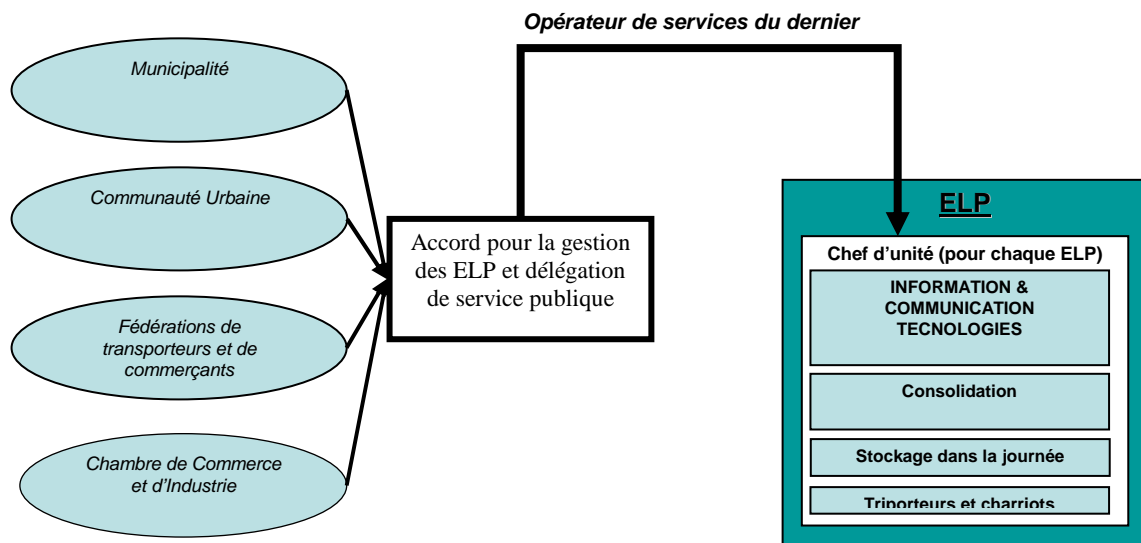 Opérateur de services du dernier
Municipalité
Communauté Urbaine
Fédérations de
transporteurs et de
commerçants
Chambre de Commerce
et d'Industrie
Accord pour la gestion
des ELP et délégation
de service publique
ELP
Chef d'unité (pour chaque ELP)
INFORMATION &
COMMUNICATION
TECNOLOGIES
Consolidation
Stockage dans la journée
Triporteurs et charriots